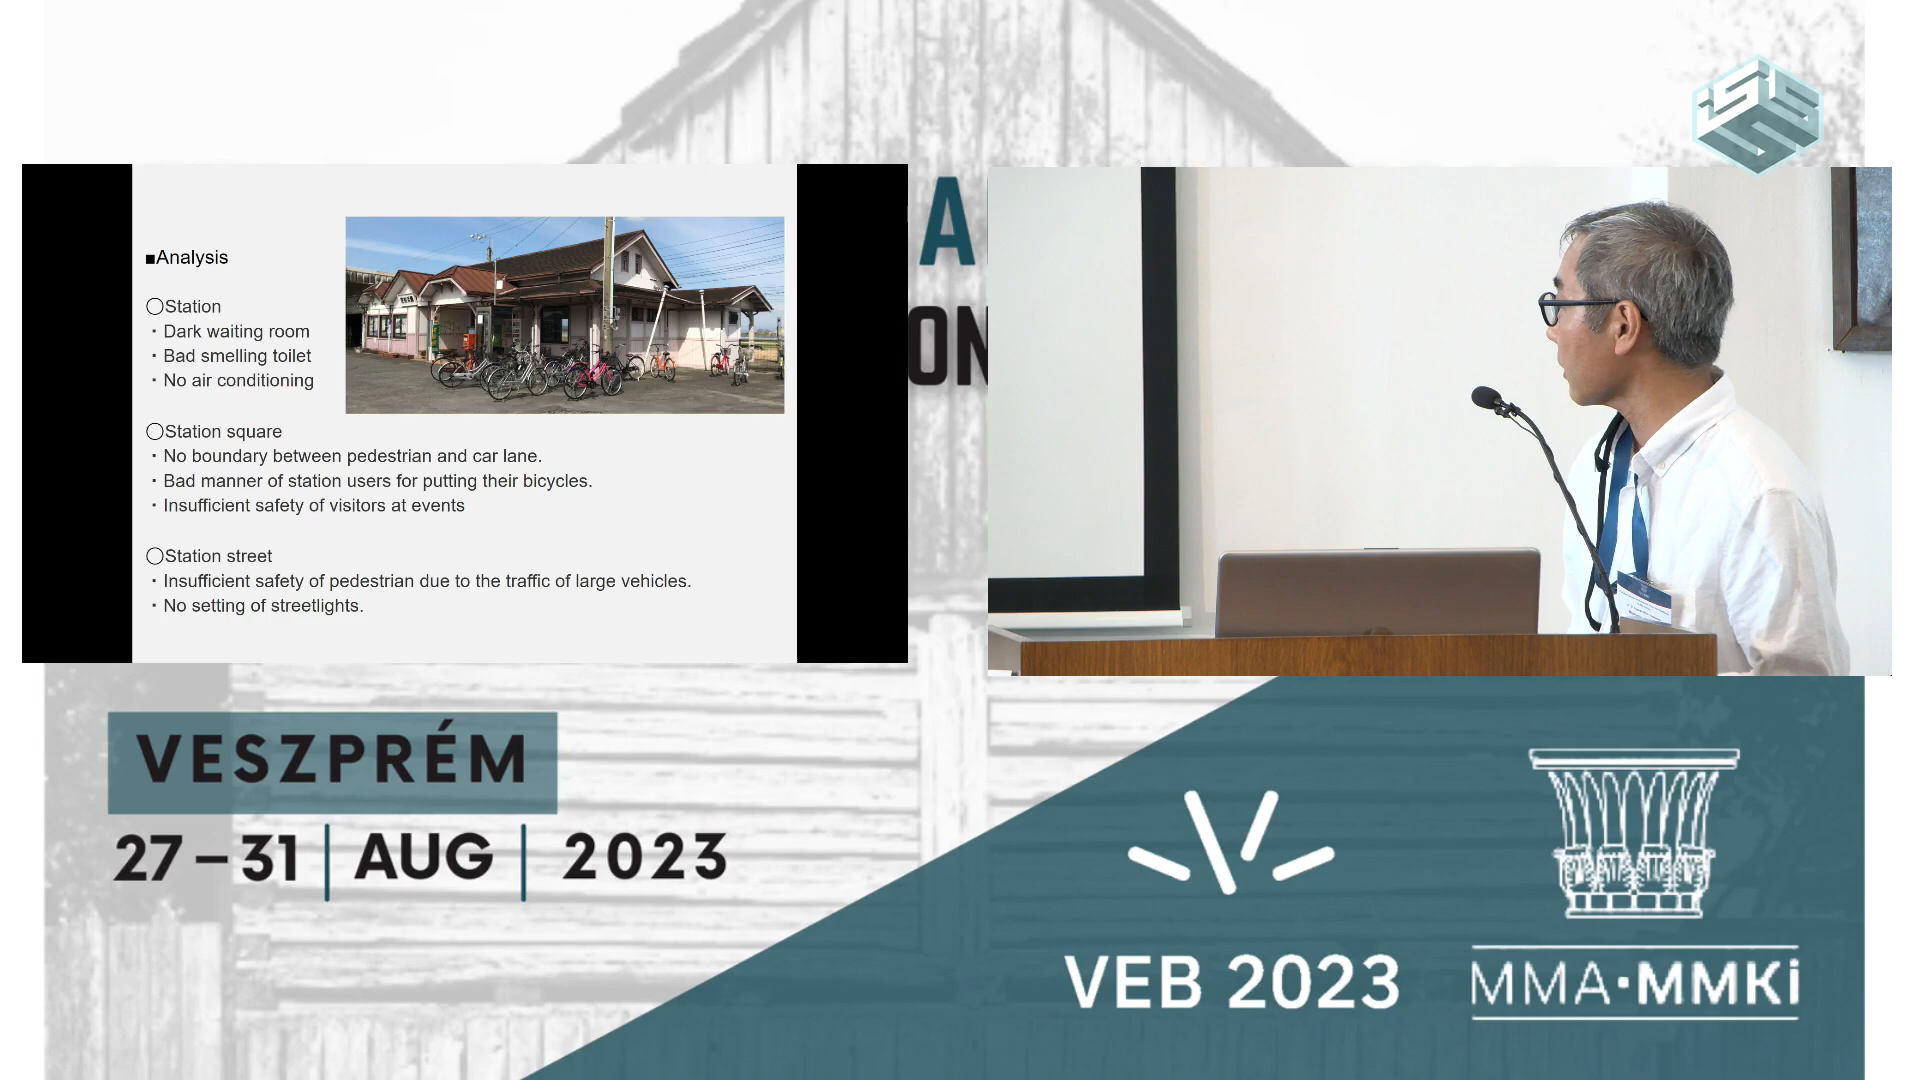 ■Analysis
○Station
・Dark waiting room
・Bad smelling toilet
・No air conditioning
○Station square
・No boundary between pedestrian and car lane.
・Bad manner of station users for putting their bicycles.
・Insufficient safety of visitors at events
○Station street
・Insufficient safety of pedestrian due to the traffic of large vehicles.
・No setting of streetlights.
A
ON
VESZPRÉM
27–31 | AUG | 2023
VEB 2023
MMA·MMKi